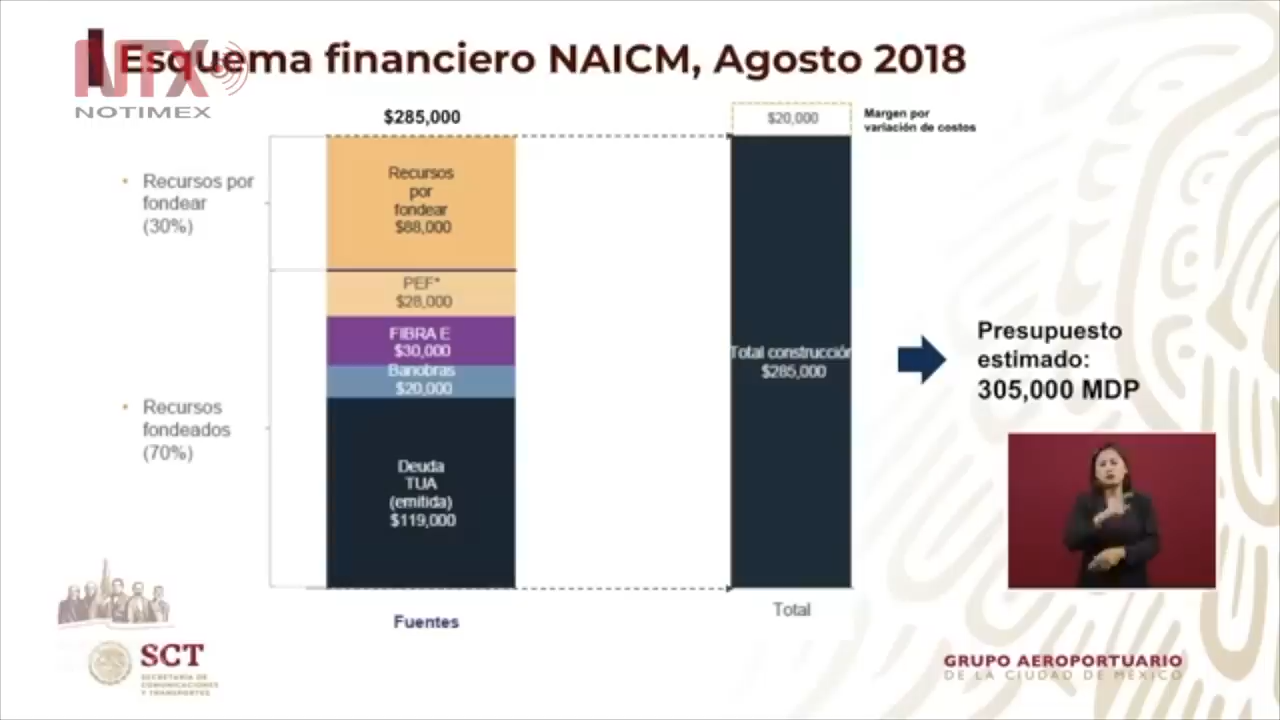 NTX
NOTIMEX
Esquema financiero NAICM, Agosto 2018
$285,000
$20,000
Margen por
variación de costos
• Recursos por
fondear
(30%)
Recursos
por
fondear
$88,000
PEF*
$28,000
FIBRA E
$30,000
Banobras
$20,000
• Recursos
fondeados
(70%)
Deuda
TUA
(emitida)
$119,000
Total construcción
$285,000
Presupuesto
estimado:
305,000 MDP
Fuentes
Total
SCT
SECRETARÍA DE
COMUNICACIONES
Y TRANSPORTES
GRUPO AEROPORTUARIO
DE LA CIUDAD DE MÉXICO